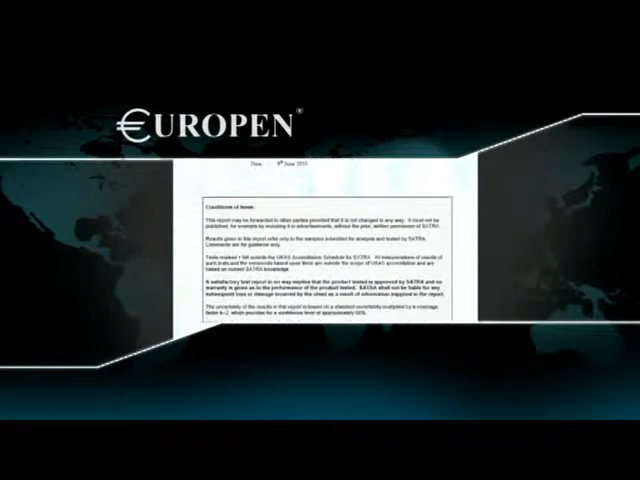 €UROPEN®
Date: 9th June 2010
Conditions of Issue:
This report may be forwarded to other parties provided that it is not changed in any way. It must not be
published, for example by including it in advertisements, without the prior, written permission of SATRA.
Results given in this report refer only to the samples submitted for analysis and tested by SATRA.
Comments are for guidance only.
Tests marked • fall outside the UKAS Accreditation Schedule for SATRA. All interpretations of results of
such tests and the comments based upon them are outside the scope of UKAS accreditation and are
based on current SATRA knowledge.
A satisfactory test report in no way implies that the product tested is approved by SATRA and no
warranty is given as to the performance of the product tested. SATRA shall not be liable for any
subsequent loss or damage incurred by the client as a result of information supplied in the report.
The uncertainty of the results in this report is based on a standard uncertainty multiplied by a coverage
factor k=2, which provides for a confidence level of approximately 95%.